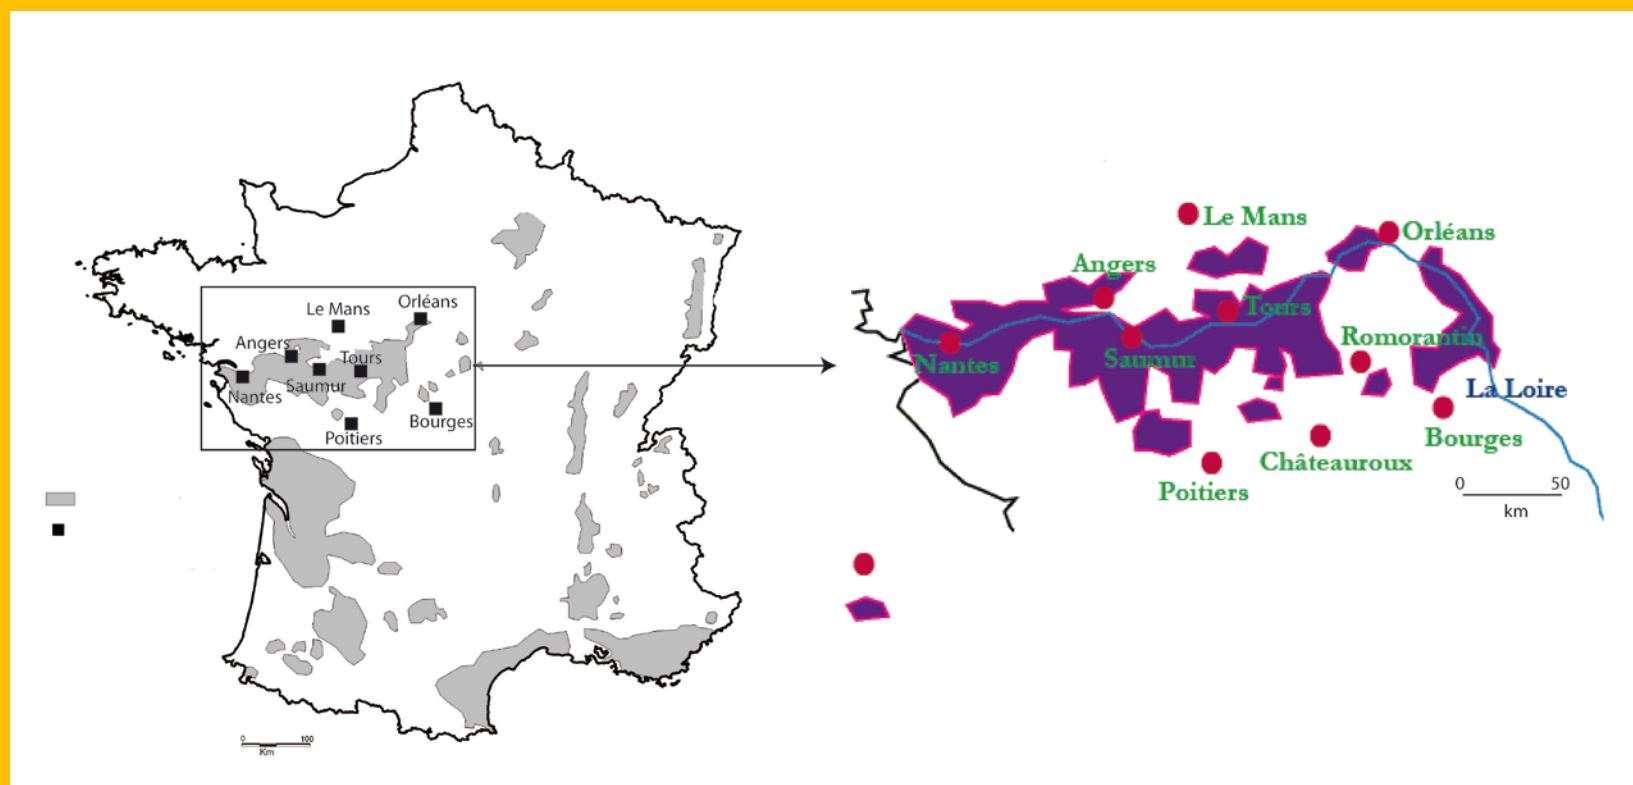 Le Mans
Orléans
Angers
Tours
Saumur
Nantes
Bourges
Poitiers
0 100
Km
Le Mans
Orléans
Angers
Tours
Romorantin
Nantes
Saumur
La Loire
Bourges
Châteauroux
Poitiers
0 50
km